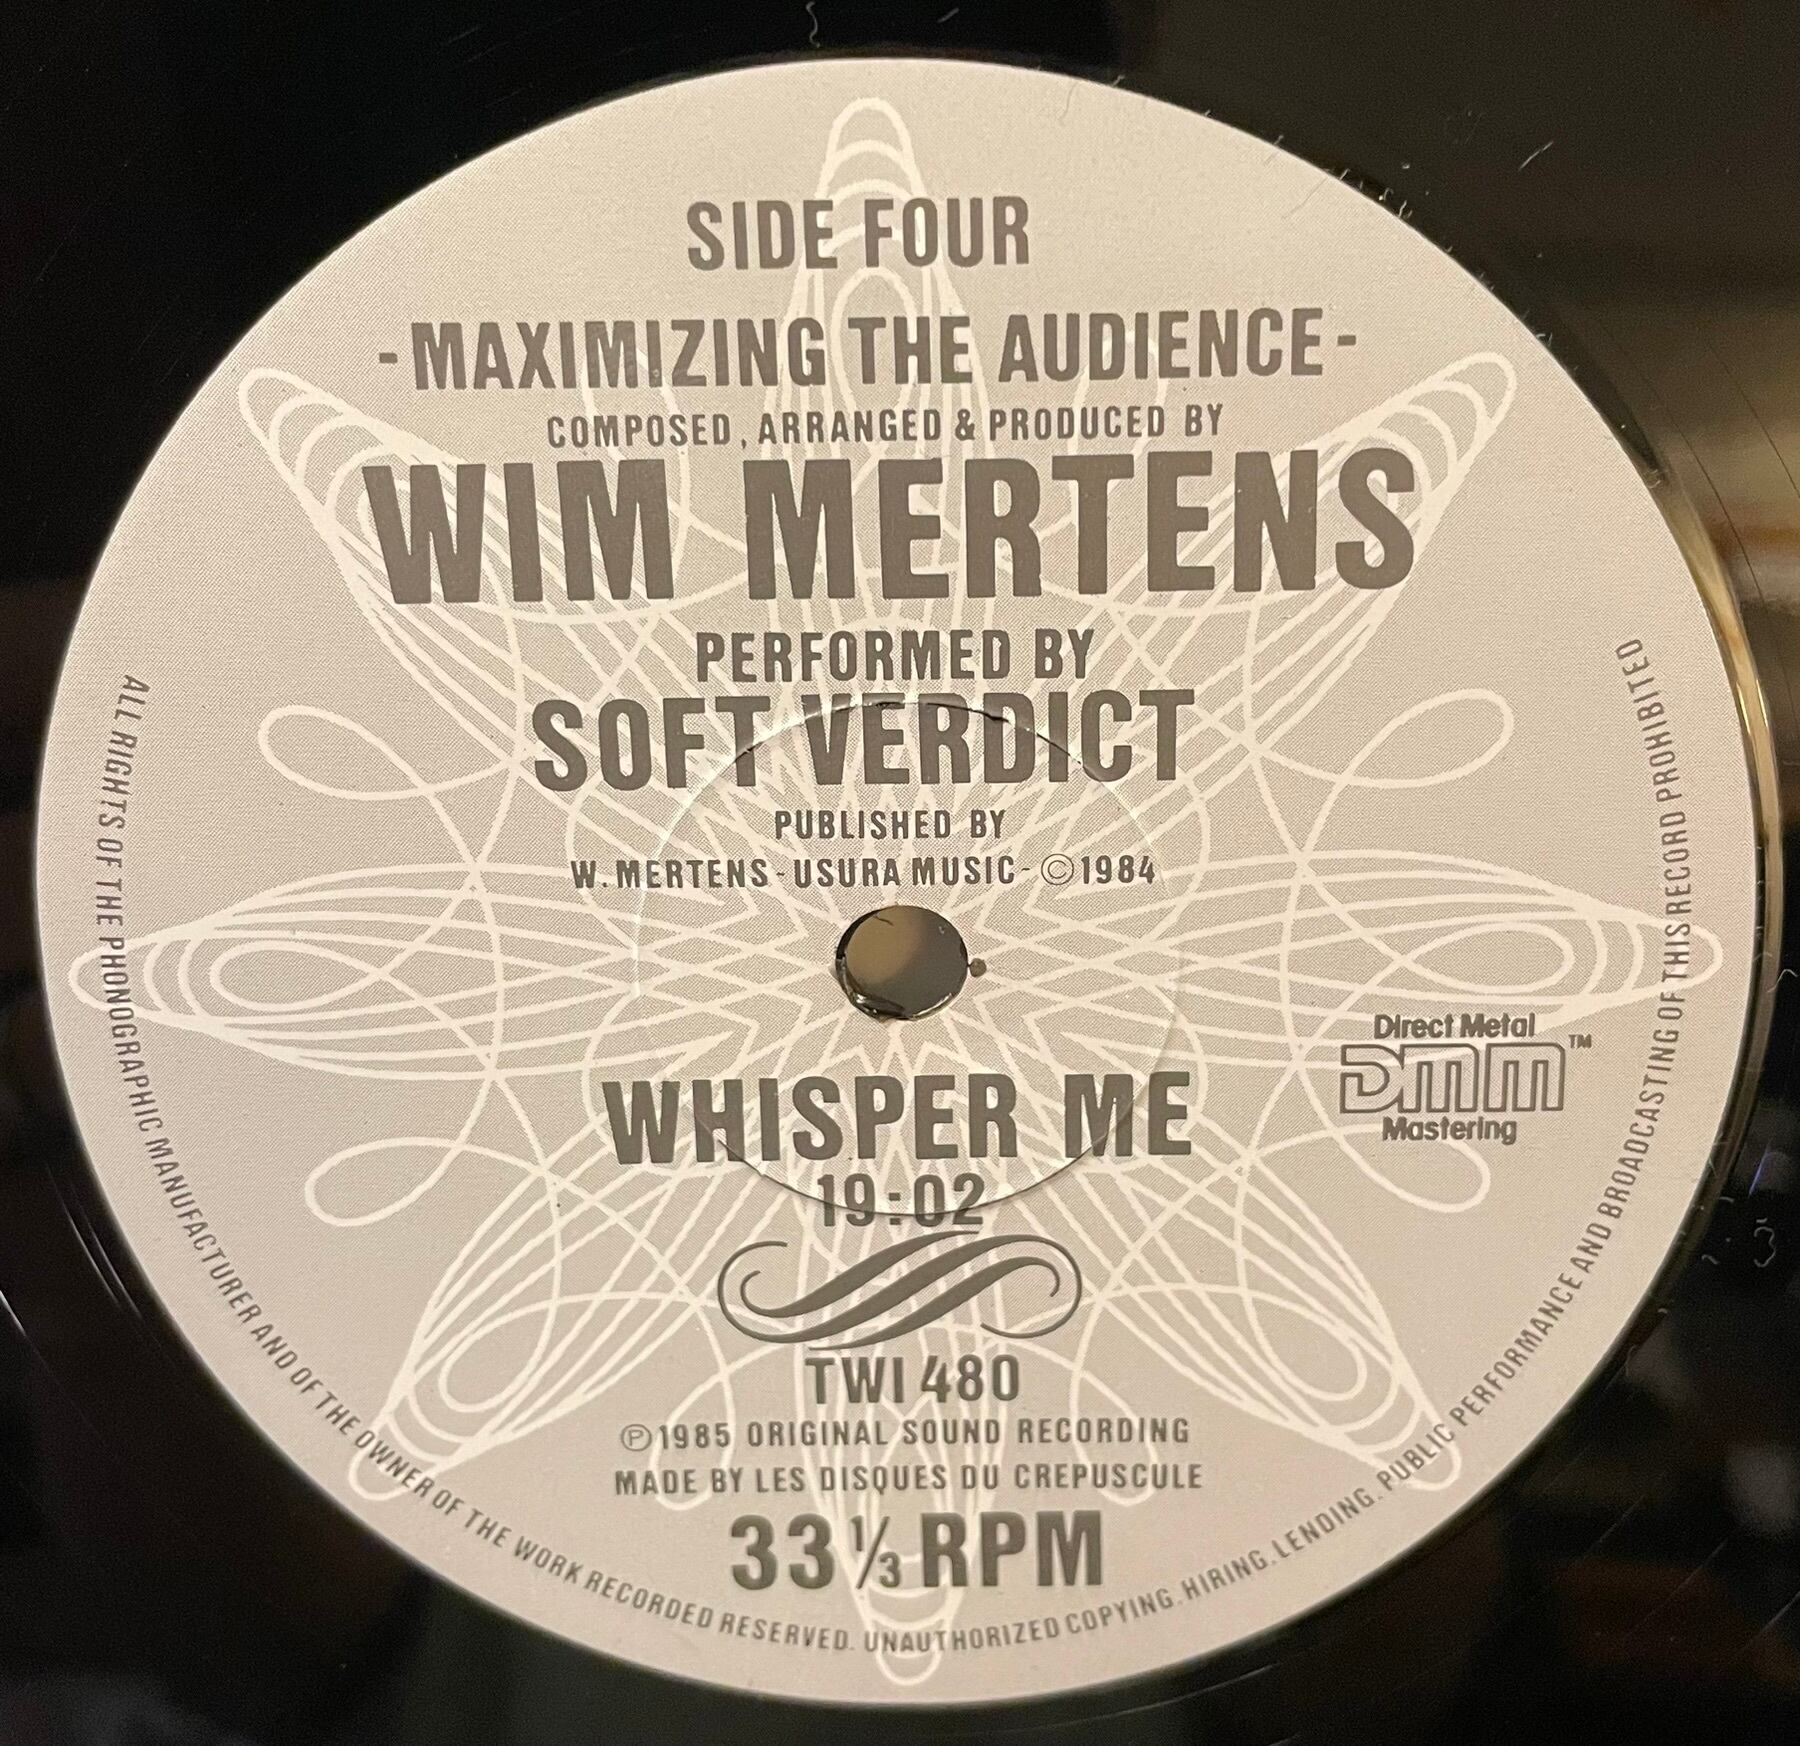 SIDE FOUR
-MAXIMIZING THE AUDIENCE-
COMPOSED, ARRANGED & PRODUCED BY
WIM MERTENS
PERFORMED BY
SOFT VERDICT
PUBLISHED BY
W. MERTENS - USURA MUSIC - ©1984
Direct Metal
DMM™
Mastering
WHISPER ME
19:02
TWI 480
℗1985 ORIGINAL SOUND RECORDING
MADE BY LES DISQUES DU CREPUSCULE
33⅓ RPM
ALL RIGHTS OF THE PHONOGRAPHIC MANUFACTURER AND OF THE OWNER OF THE WORK RECORDED RESERVED. UNAUTHORIZED COPYING. HIRING. LENDING. PUBLIC PERFORMANCE AND BROADCASTING OF THIS RECORD PROHIBITED